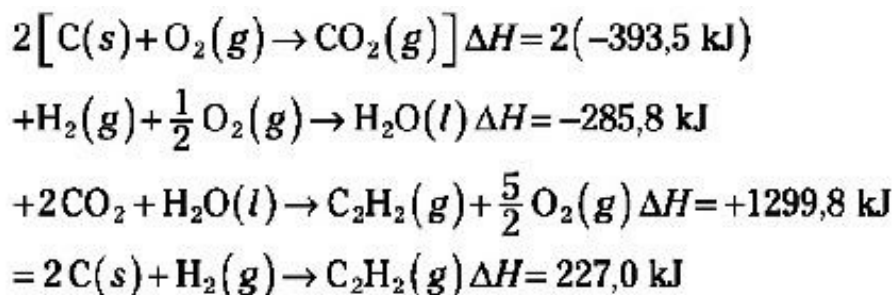 2[C(s)+O₂(g)→CO₂(g)]ΔH=2(−393,5 kJ)
+H₂(g)+1/2 O₂(g)→H₂O(l)ΔH=−285,8 kJ
+2CO₂+H₂O(l)→C₂H₂(g)+5/2 O₂(g)ΔH=+1299,8 kJ
=2C(s)+H₂(g)→C₂H₂(g)ΔH=227,0 kJ